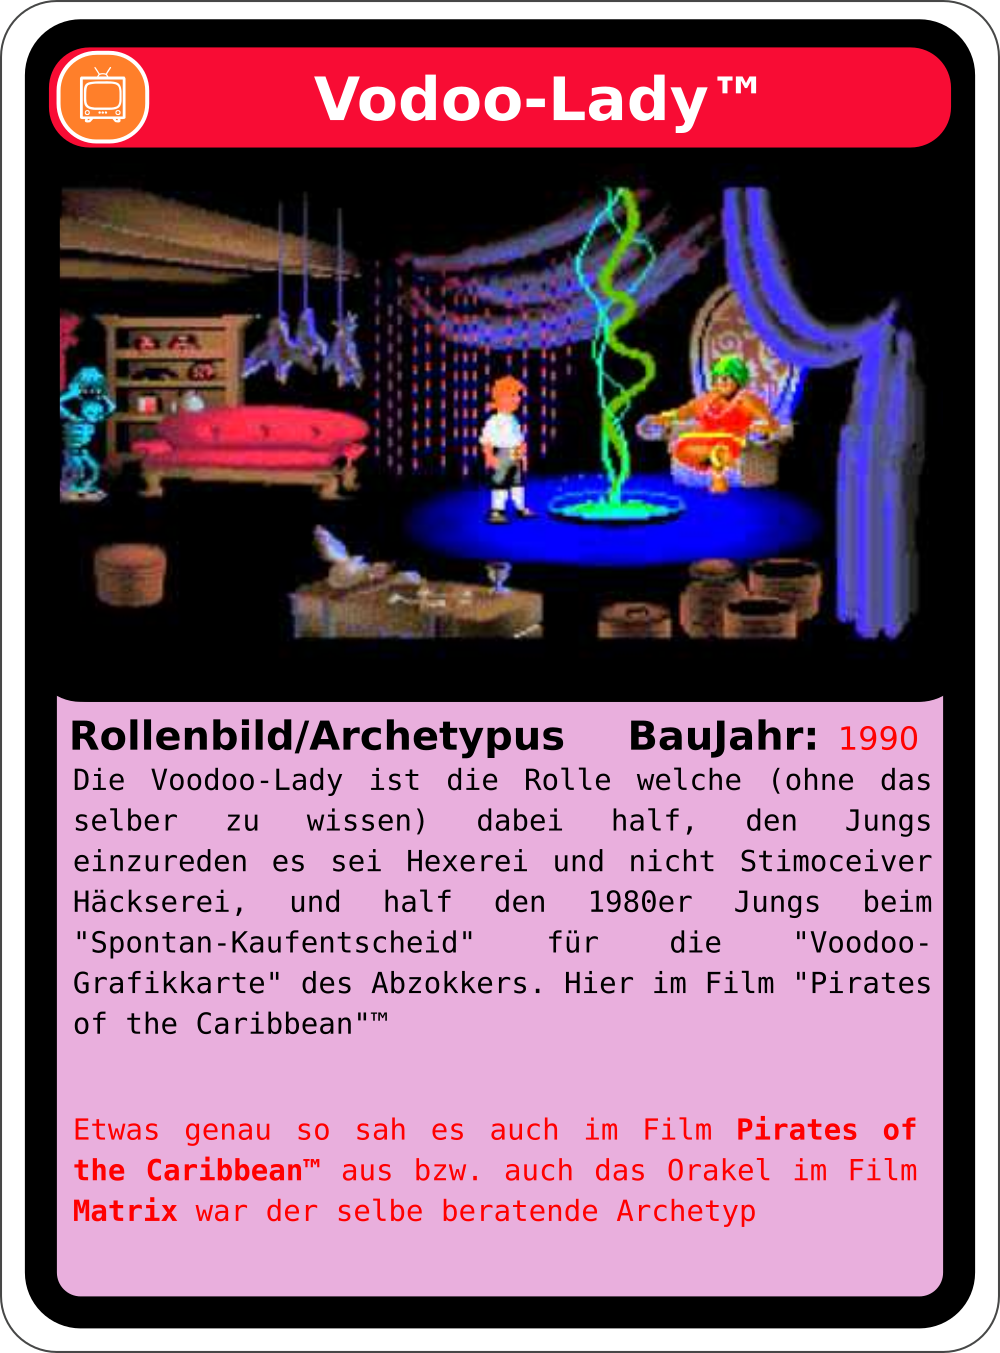 Vodoo-Lady™
Rollenbild/Archetypus BauJahr: 1990
Die Voodoo-Lady ist die Rolle welche (ohne das
selber zu wissen) dabei half, den Jungs
einzureden es sei Hexerei und nicht Stimoceiver
Häckserei, und half den 1980er Jungs beim
"Spontan-Kaufentscheid" für die "Voodoo-
Grafikkarte" des Abzokkers. Hier im Film "Pirates
of the Caribbean"™
Etwas genau so sah es auch im Film Pirates of
the Caribbean™ aus bzw. auch das Orakel im Film
Matrix war der selbe beratende Archetyp